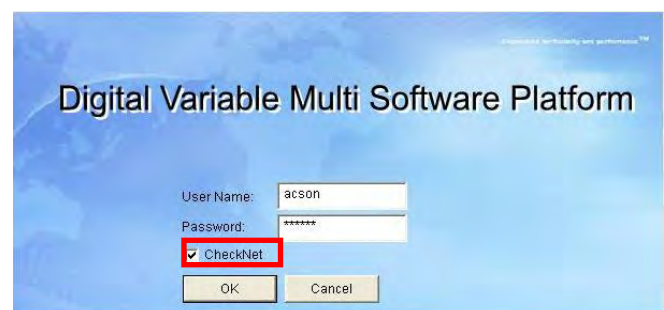 Digital Variable Multi Software Platform
User Name: acson
Password: ******
CheckNet
OK Cancel